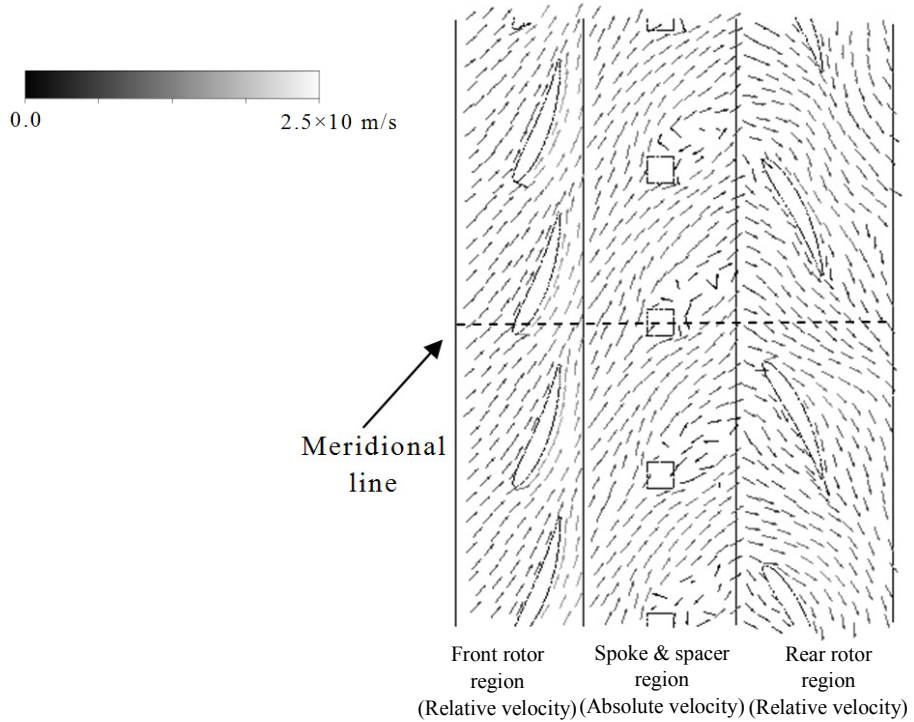 0.0
2.5×10 m/s
Meridional
line
Front rotor
region
(Relative velocity)
Spoke & spacer
region
(Absolute velocity)
Rear rotor
region
(Relative velocity)